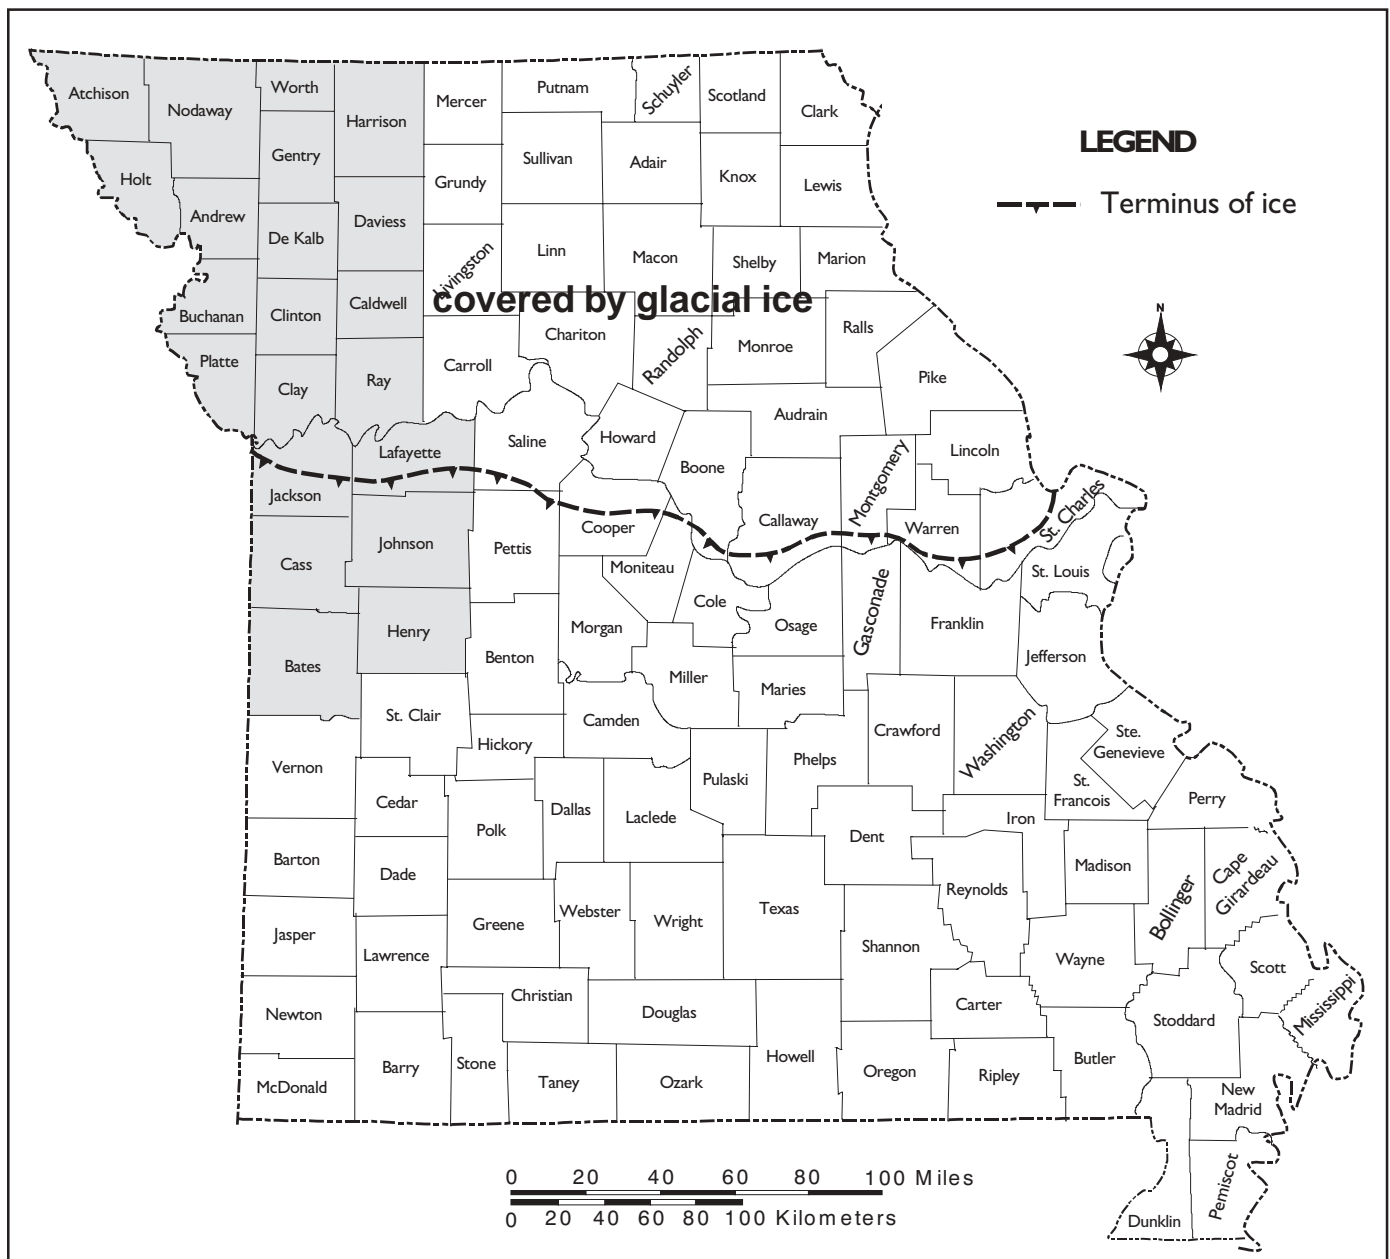 LEGEND
Terminus of ice
N
Atchison
Nodaway
Worth
Harrison
Mercer
Putnam
Schuyler
Scotland
Clark
Holt
Gentry
Grundy
Sullivan
Adair
Knox
Lewis
Andrew
De Kalb
Daviess
Livingston
Linn
Macon
Shelby
Marion
covered by glacial ice
Buchanan
Clinton
Caldwell
Chariton
Randolph
Monroe
Ralls
Platte
Clay
Ray
Carroll
Pike
Audrain
Lafayette
Saline
Howard
Boone
Montgomery
Lincoln
Jackson
Cooper
Callaway
Warren
St. Charles
Cass
Johnson
Pettis
Moniteau
Cole
Gasconade
St. Louis
Henry
Morgan
Osage
Franklin
Bates
Benton
Miller
Maries
Jefferson
St. Clair
Camden
Crawford
Washington
Ste.
Genevieve
Vernon
Hickory
Pulaski
Phelps
St.
Francois
Perry
Cedar
Polk
Dallas
Laclede
Dent
Iron
Barton
Dade
Madison
Cape
Girardeau
Bollinger
Jasper
Greene
Webster
Wright
Texas
Reynolds
Lawrence
Shannon
Wayne
Scott
Newton
Christian
Douglas
Carter
Stoddard
Mississippi
McDonald
Barry
Stone
Taney
Ozark
Howell
Oregon
Ripley
Butler
New
Madrid
Dunklin
Pemiscot
0 20 40 60 80 100 Miles
0 20 40 60 80 100 Kilometers